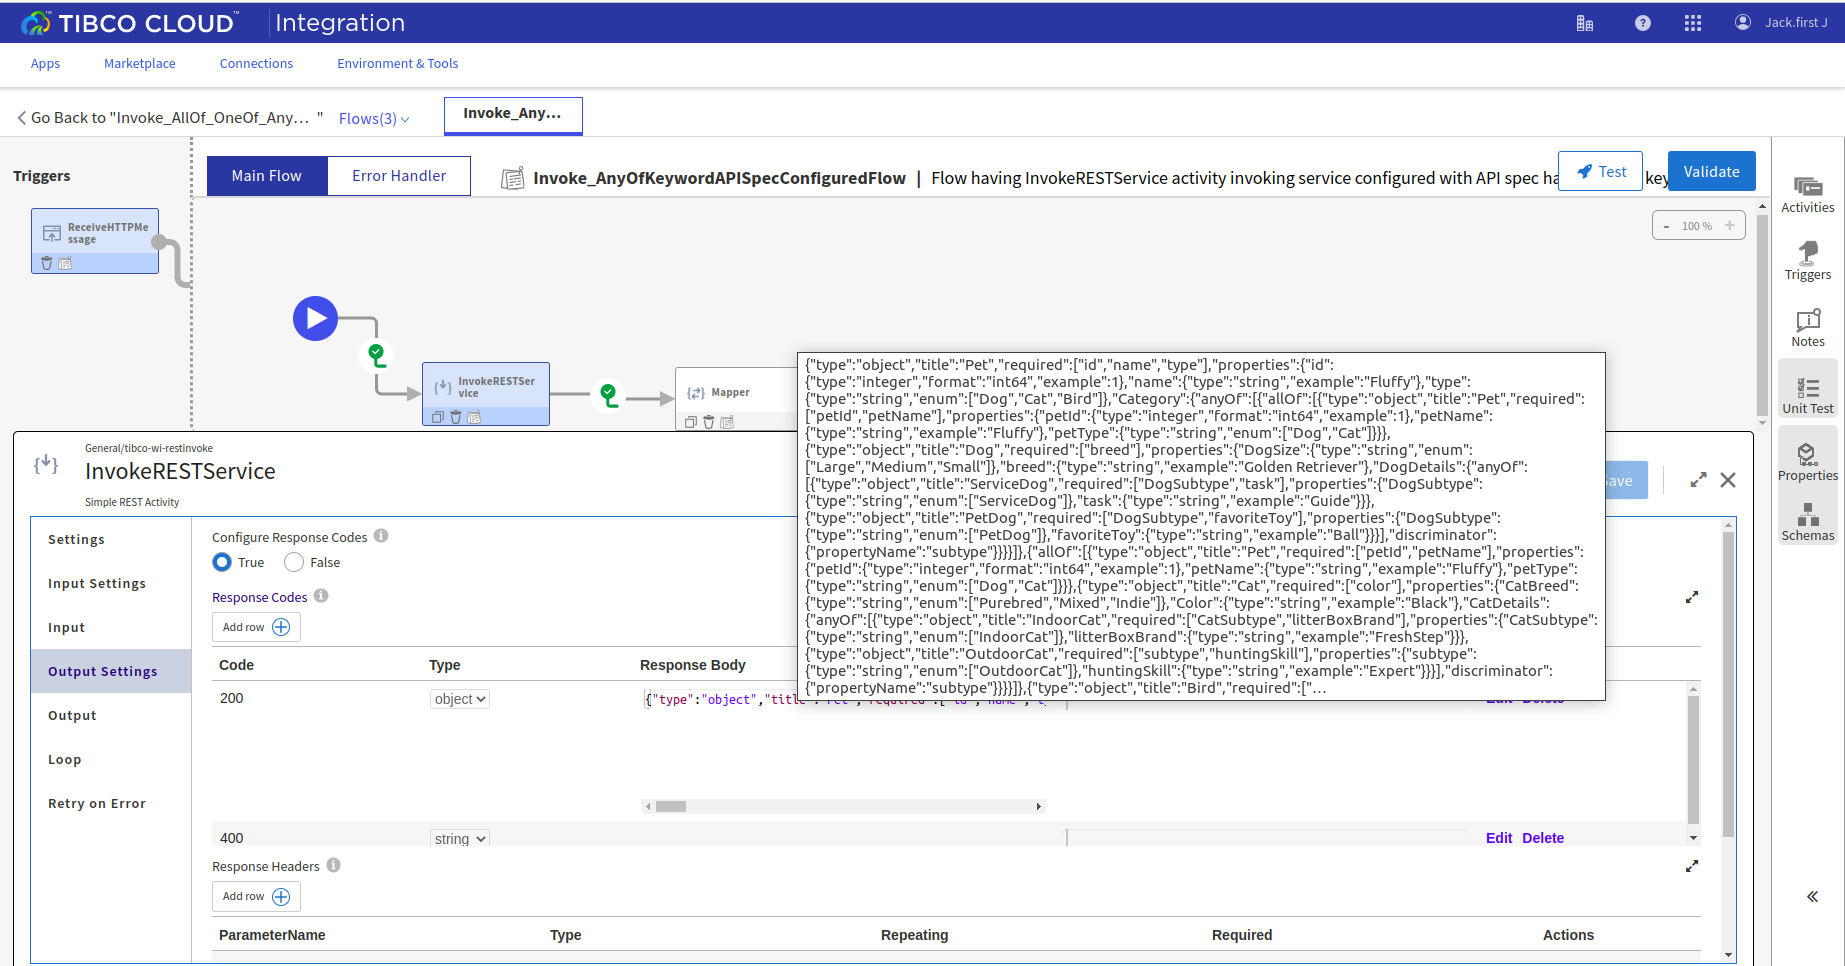 TIBCO CLOUD™ Integration
Jack.first J
Apps Marketplace Connections Environment & Tools
Go Back to "Invoke_AllOf_OneOf_Any... " Flows(3) Invoke_Any...
Triggers
Main Flow Error Handler Invoke_AnyOfKeywordAPISpecConfiguredFlow | Flow having InvokeRESTService activity invoking service configured with API spec ha Test key Validate
Activities
ReceiveHTTPMe
ssage
- 100 % +
Triggers
Notes
InvokeRESTSer
vice
Mapper
Unit Test
Properties
Schemas
{"type":"object","title":"Pet","required":["id","name","type"],"properties":{"id":
{"type":"integer","format":"int64","example":1},"name":{"type":"string","example":"Fluffy"},"type":
{"type":"string","enum":["Dog","Cat","Bird"]},"Category":{"anyOf":[{"allOf":[{"type":"object","title":"Pet","required":
["petId","petName"],"properties":{"petId":{"type":"integer","format":"int64","example":1},"petName":
{"type":"string","example":"Fluffy"},"petType":{"type":"string","enum":["Dog","Cat"]}}},
{"type":"object","title":"Dog","required":["breed"],"properties":{"DogSize":{"type":"string","enum":
["Large","Medium","Small"]},"breed":{"type":"string","example":"Golden Retriever"},"DogDetails":{"anyOf":
[{"type":"object","title":"ServiceDog","required":["DogSubtype","task"],"properties":{"DogSubtype":
{"type":"string","enum":["ServiceDog"]},"task":{"type":"string","example":"Guide"}}},
{"type":"object","title":"PetDog","required":["DogSubtype","favoriteToy"],"properties":{"DogSubtype":
{"type":"string","enum":["PetDog"]},"favoriteToy":{"type":"string","example":"Ball"}}}],"discriminator":
{"propertyName":"subtype"}}}}]},{"allOf":[{"type":"object","title":"Pet","required":["petId","petName"],"properties":
{"petId":{"type":"integer","format":"int64","example":1},"petName":{"type":"string","example":"Fluffy"},"petType":
{"type":"string","enum":["Dog","Cat"]}}},{"type":"object","title":"Cat","required":["color"],"properties":{"CatBreed":
{"type":"string","enum":["Purebred","Mixed","Indie"]},"Color":{"type":"string","example":"Black"},"CatDetails":
{"anyOf":[{"type":"object","title":"IndoorCat","required":["CatSubtype","litterBoxBrand"],"properties":{"CatSubtype":
{"type":"string","enum":["IndoorCat"]},"litterBoxBrand":{"type":"string","example":"FreshStep"}}},
{"type":"object","title":"OutdoorCat","required":["subtype","huntingSkill"],"properties":{"subtype":
{"type":"string","enum":["OutdoorCat"]},"huntingSkill":{"type":"string","example":"Expert"}}}],"discriminator":
{"propertyName":"subtype"}}}}]},{"type":"object","title":"Bird","required":["...
General/tibco-wi-restinvoke
InvokeRESTService
Simple REST Activity
ave
Settings
Input Settings
Input
Output Settings
Output
Loop
Retry on Error
Configure Response Codes
True False
Response Codes
Add row
Code Type Response Body
200 object {"type":"object","title":"Pet","required":["id","name","t
Edit Delete
400 string Edit Delete
Response Headers
Add row
ParameterName Type Repeating Required Actions